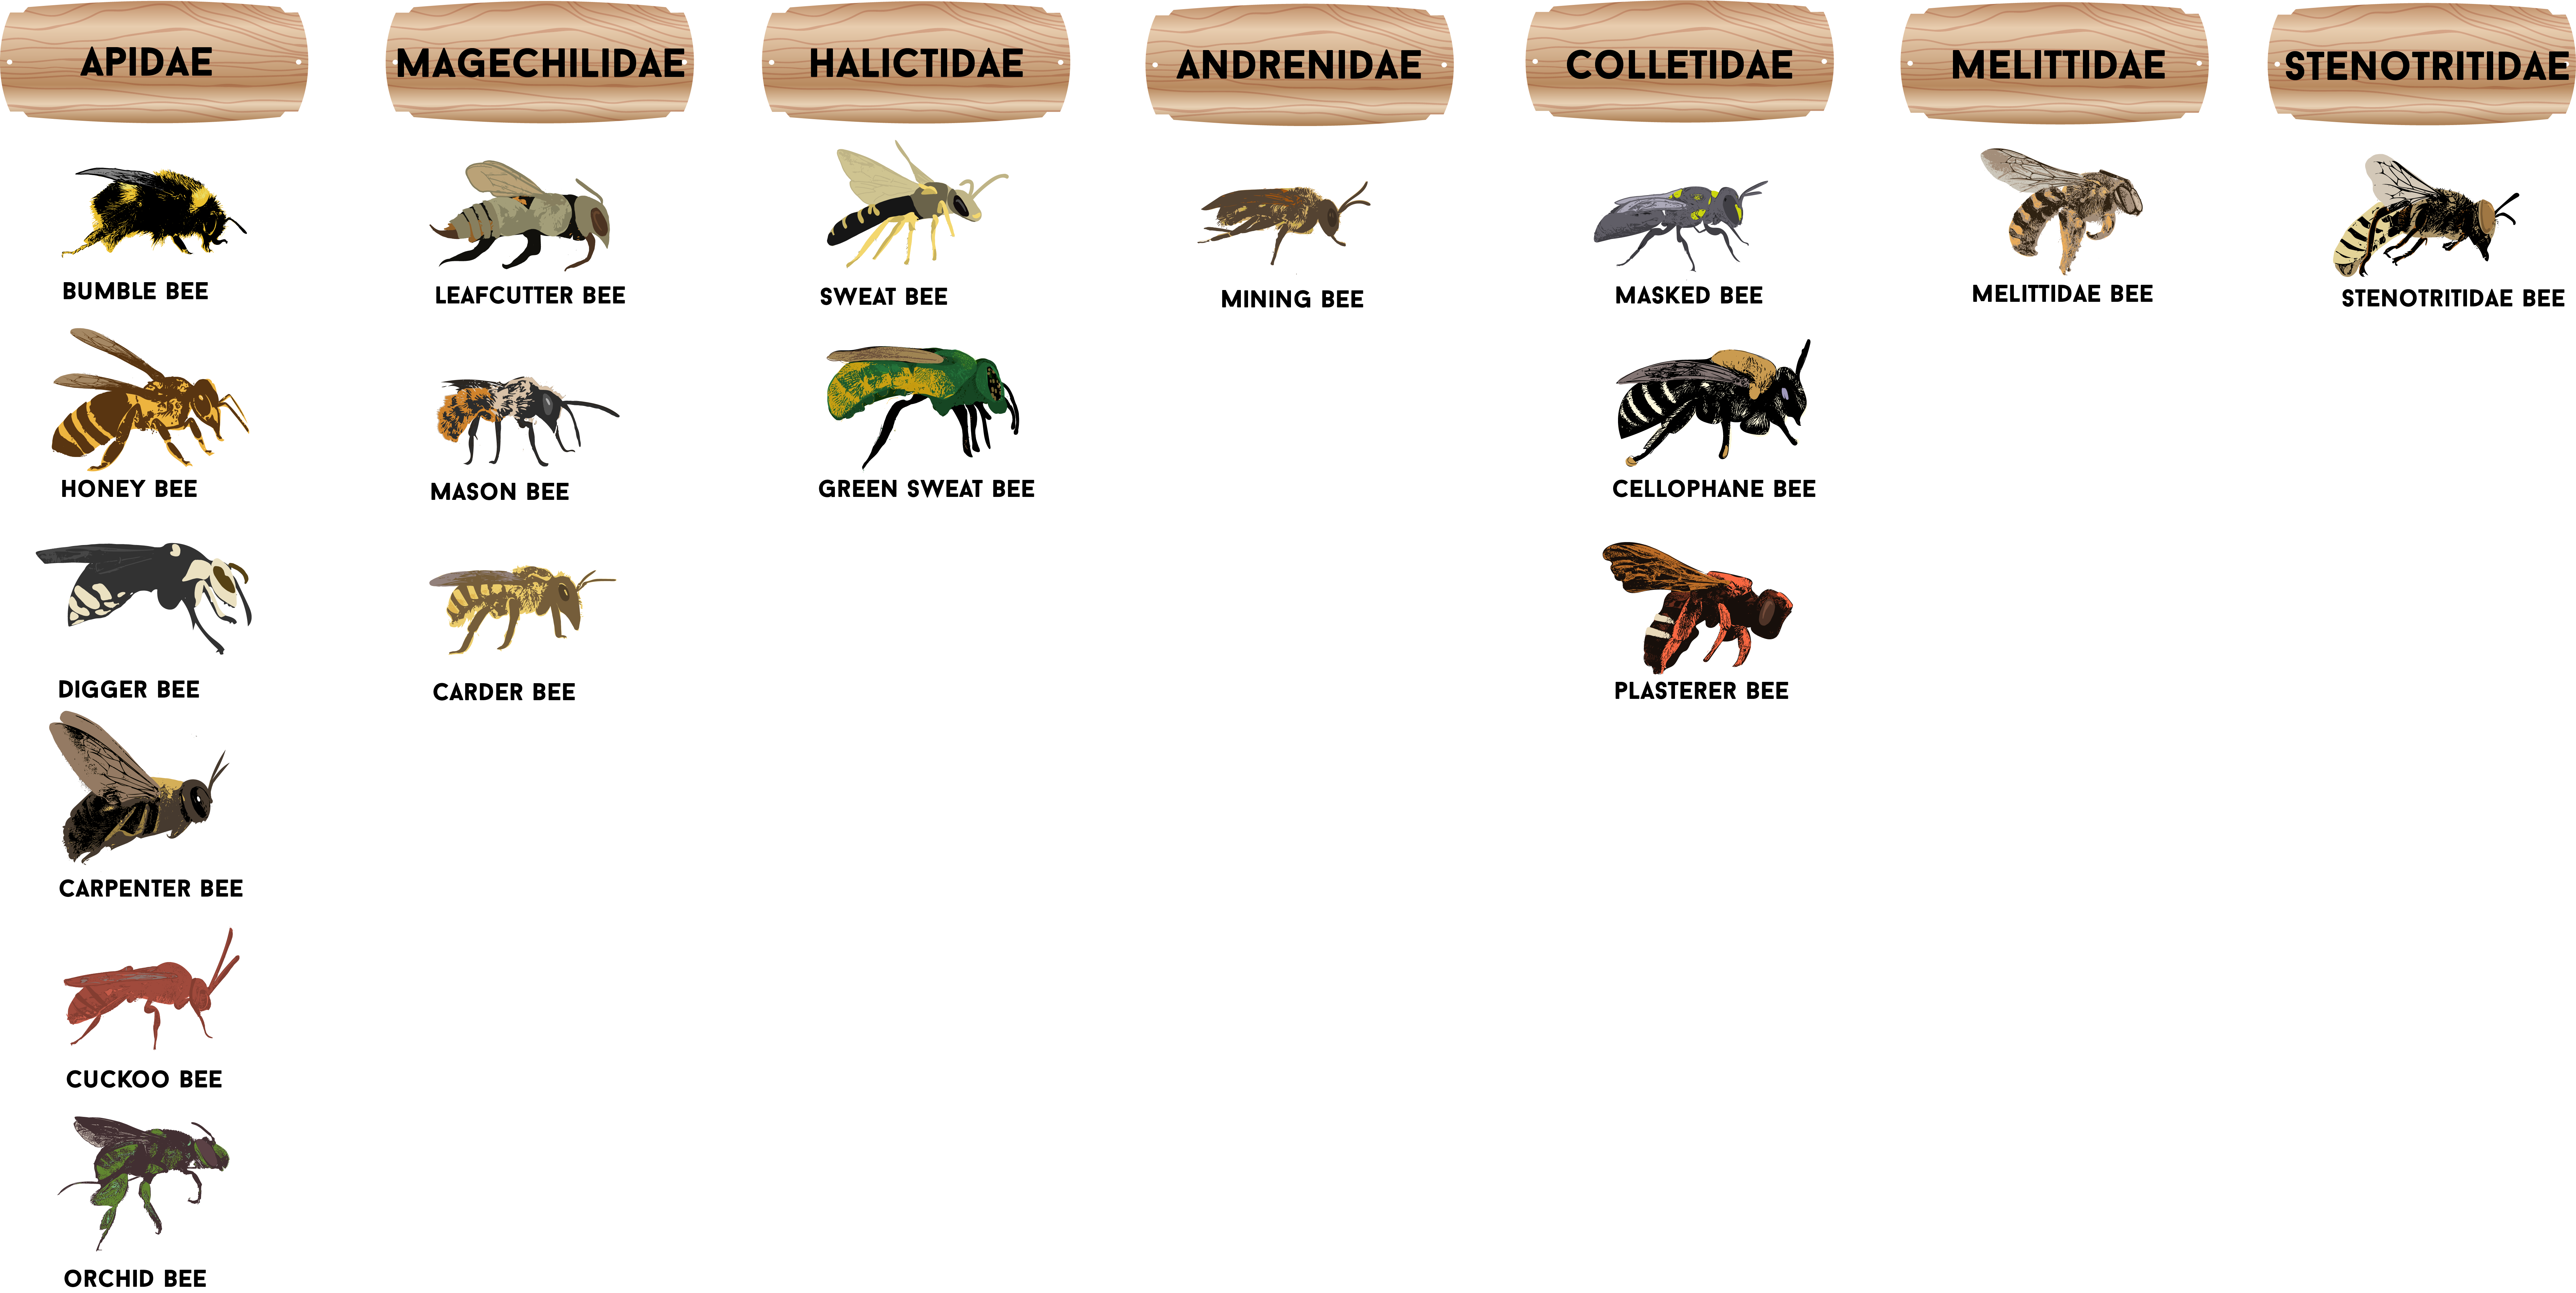 APIDAE
MAGECHILIDAE
HALICTIDAE
ANDRENIDAE
COLLETIDAE
MELITTIDAE
STENOTRITIDAE
BUMBLE BEE
LEAFCUTTER BEE
SWEAT BEE
MINING BEE
MASKED BEE
MELITTIDAE BEE
STENOTRITIDAE BEE
HONEY BEE
MASON BEE
GREEN SWEAT BEE
CELLOPHANE BEE
DIGGER BEE
CARDER BEE
PLASTERER BEE
CARPENTER BEE
CUCKOO BEE
ORCHID BEE